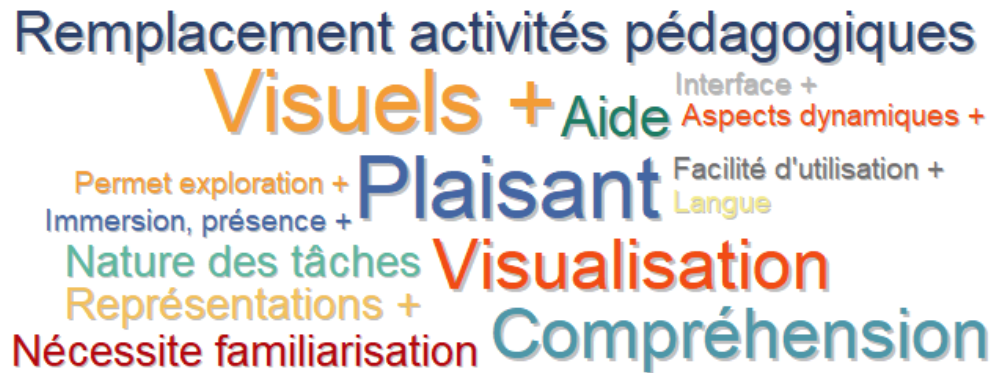 Remplacement activités pédagogiques
Visuels +
Aide
Interface +
Aspects dynamiques +
Permet exploration +
Plaisant
Facilité d'utilisation +
Immersion, présence +
Langue
Nature des tâches
Visualisation
Représentations +
Nécessite familiarisation
Compréhension